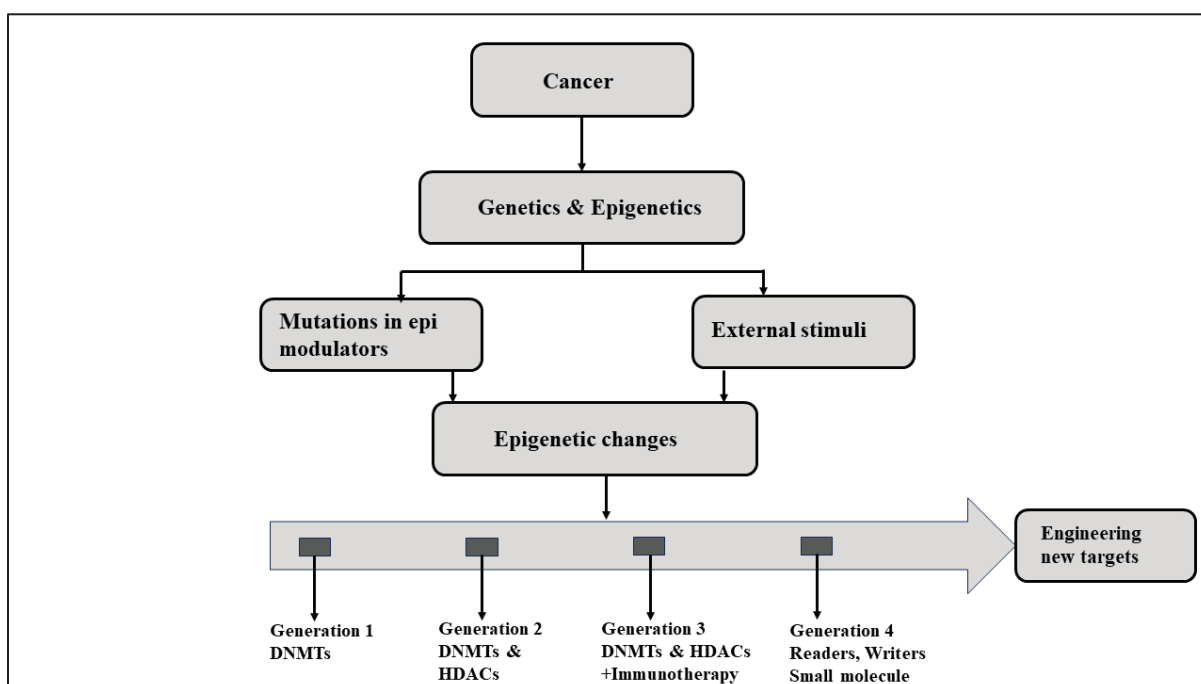 Cancer
Genetics & Epigenetics
Mutations in epi
modulators
External stimuli
Epigenetic changes
Engineering
new targets
Generation 1
DNMTs
Generation 2
DNMTs &
HDACs
Generation 3
DNMTs & HDACs
+Immunotherapy
Generation 4
Readers, Writers
Small molecule